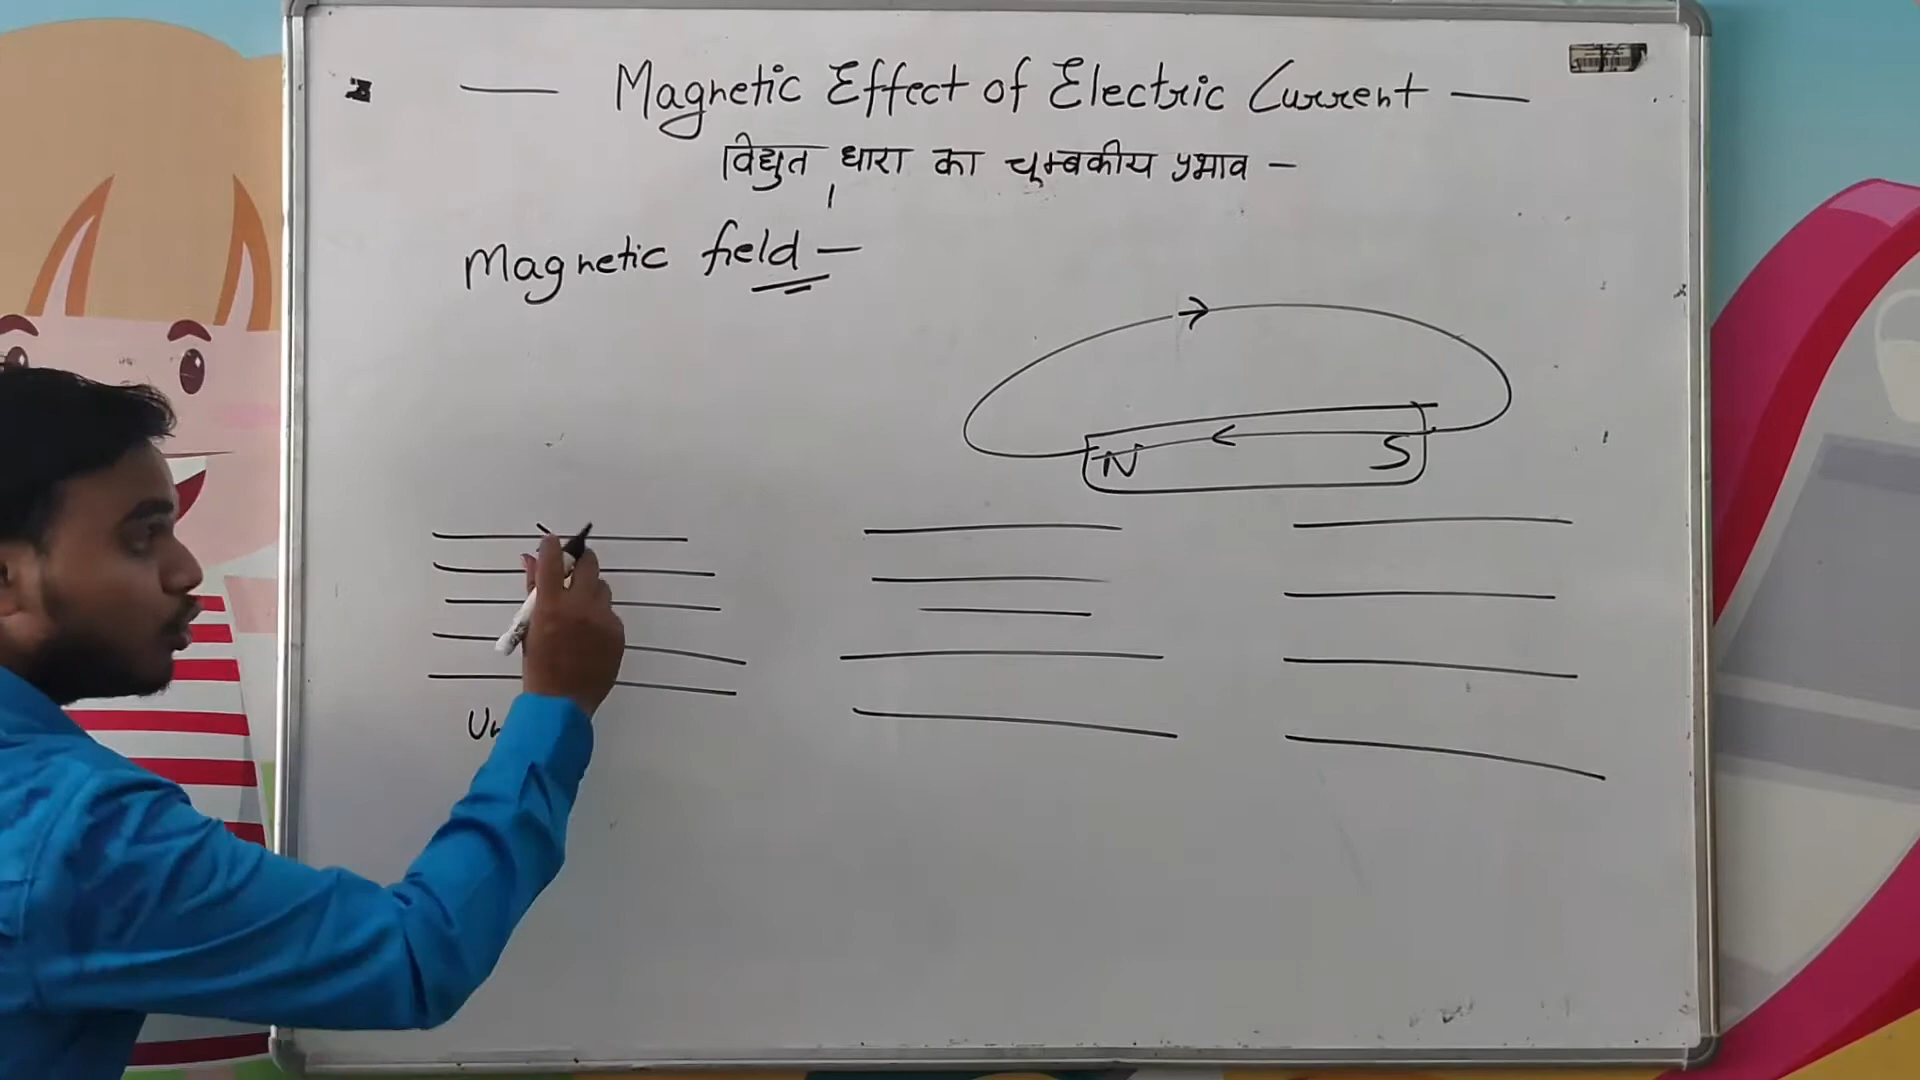 — Magnetic Effect of Electric Current —
विद्युत धारा का चुम्बकीय प्रभाव –
Magnetic field –
N S